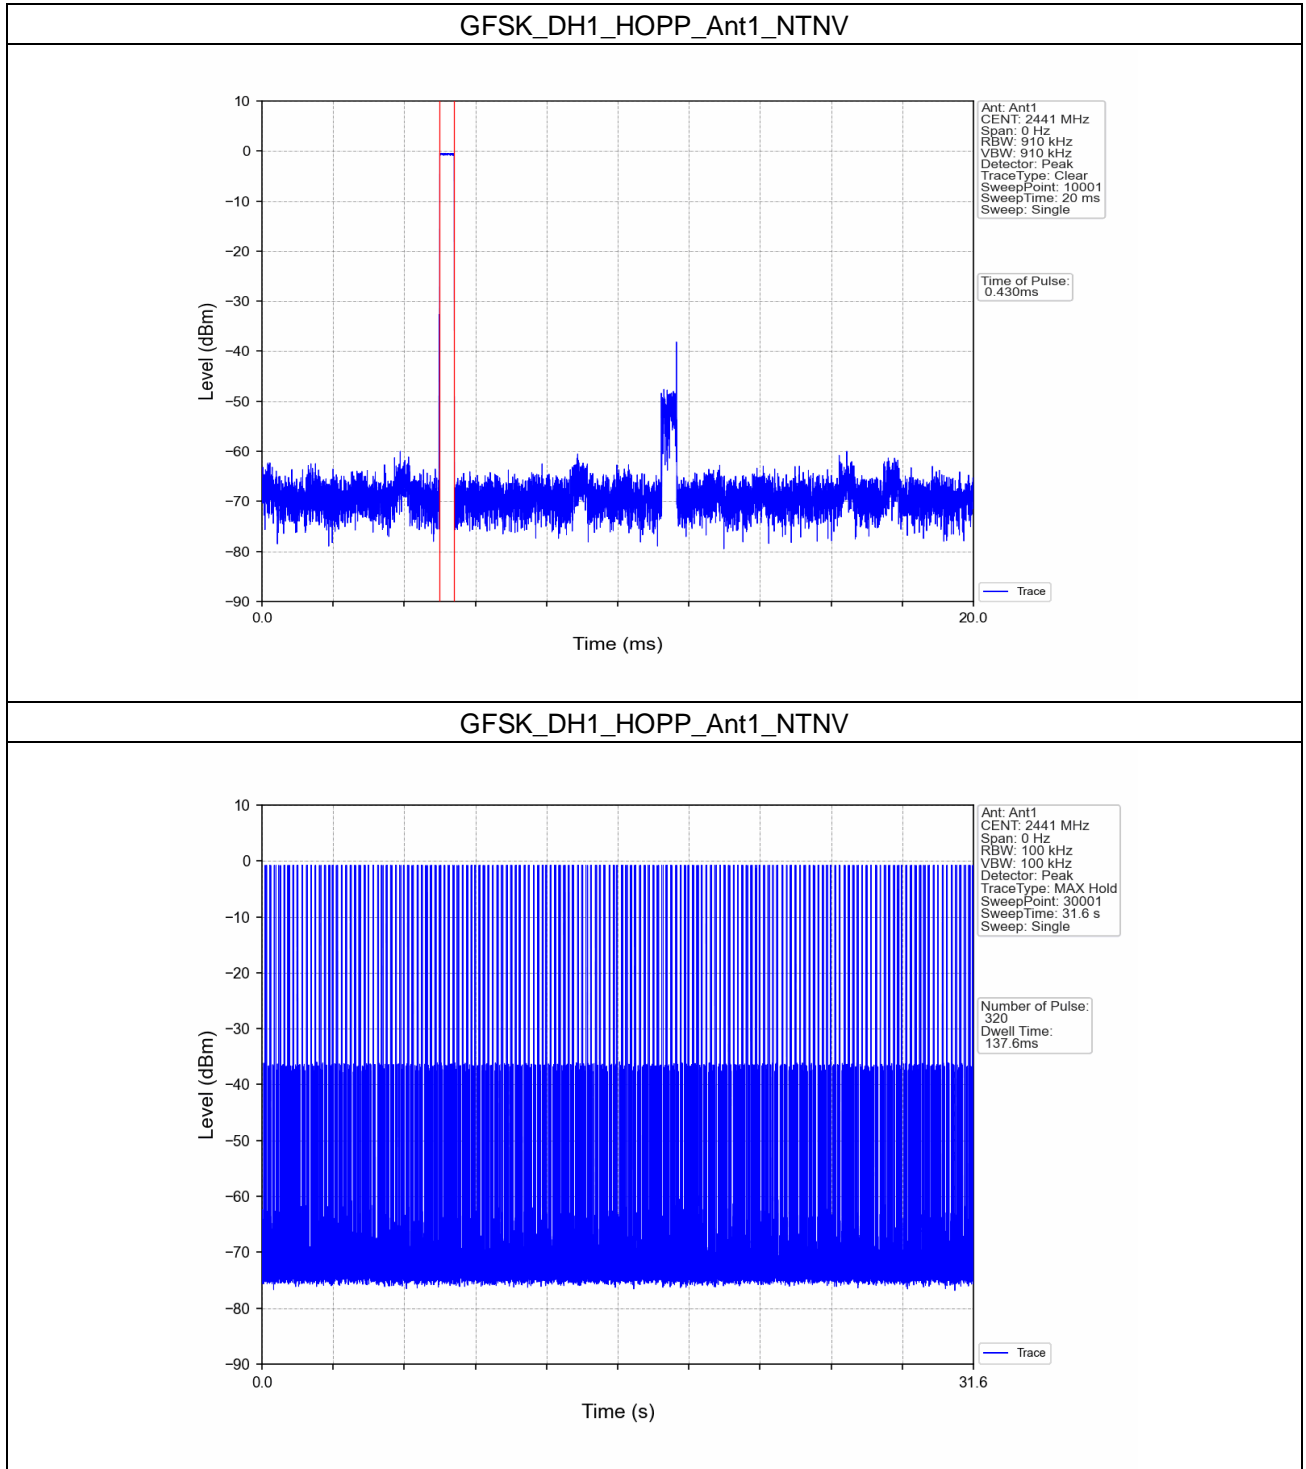 GFSK_DH1_HOPP_Ant1_NTNV
10
0
−10
−20
−30
−40
−50
−60
−70
−80
−90
Level (dBm)
0.0
20.0
Time (ms)
Ant: Ant1
CENT: 2441 MHz
Span: 0 Hz
RBW: 910 kHz
VBW: 910 kHz
Detector: Peak
TraceType: Clear
SweepPoint: 10001
SweepTime: 20 ms
Sweep: Single
Time of Pulse:
0.430ms
Trace
GFSK_DH1_HOPP_Ant1_NTNV
10
0
−10
−20
−30
−40
−50
−60
−70
−80
−90
Level (dBm)
0.0
31.6
Time (s)
Ant: Ant1
CENT: 2441 MHz
Span: 0 Hz
RBW: 100 kHz
VBW: 100 kHz
Detector: Peak
TraceType: MAX Hold
SweepPoint: 30001
SweepTime: 31.6 s
Sweep: Single
Number of Pulse:
320
Dwell Time:
137.6ms
Trace